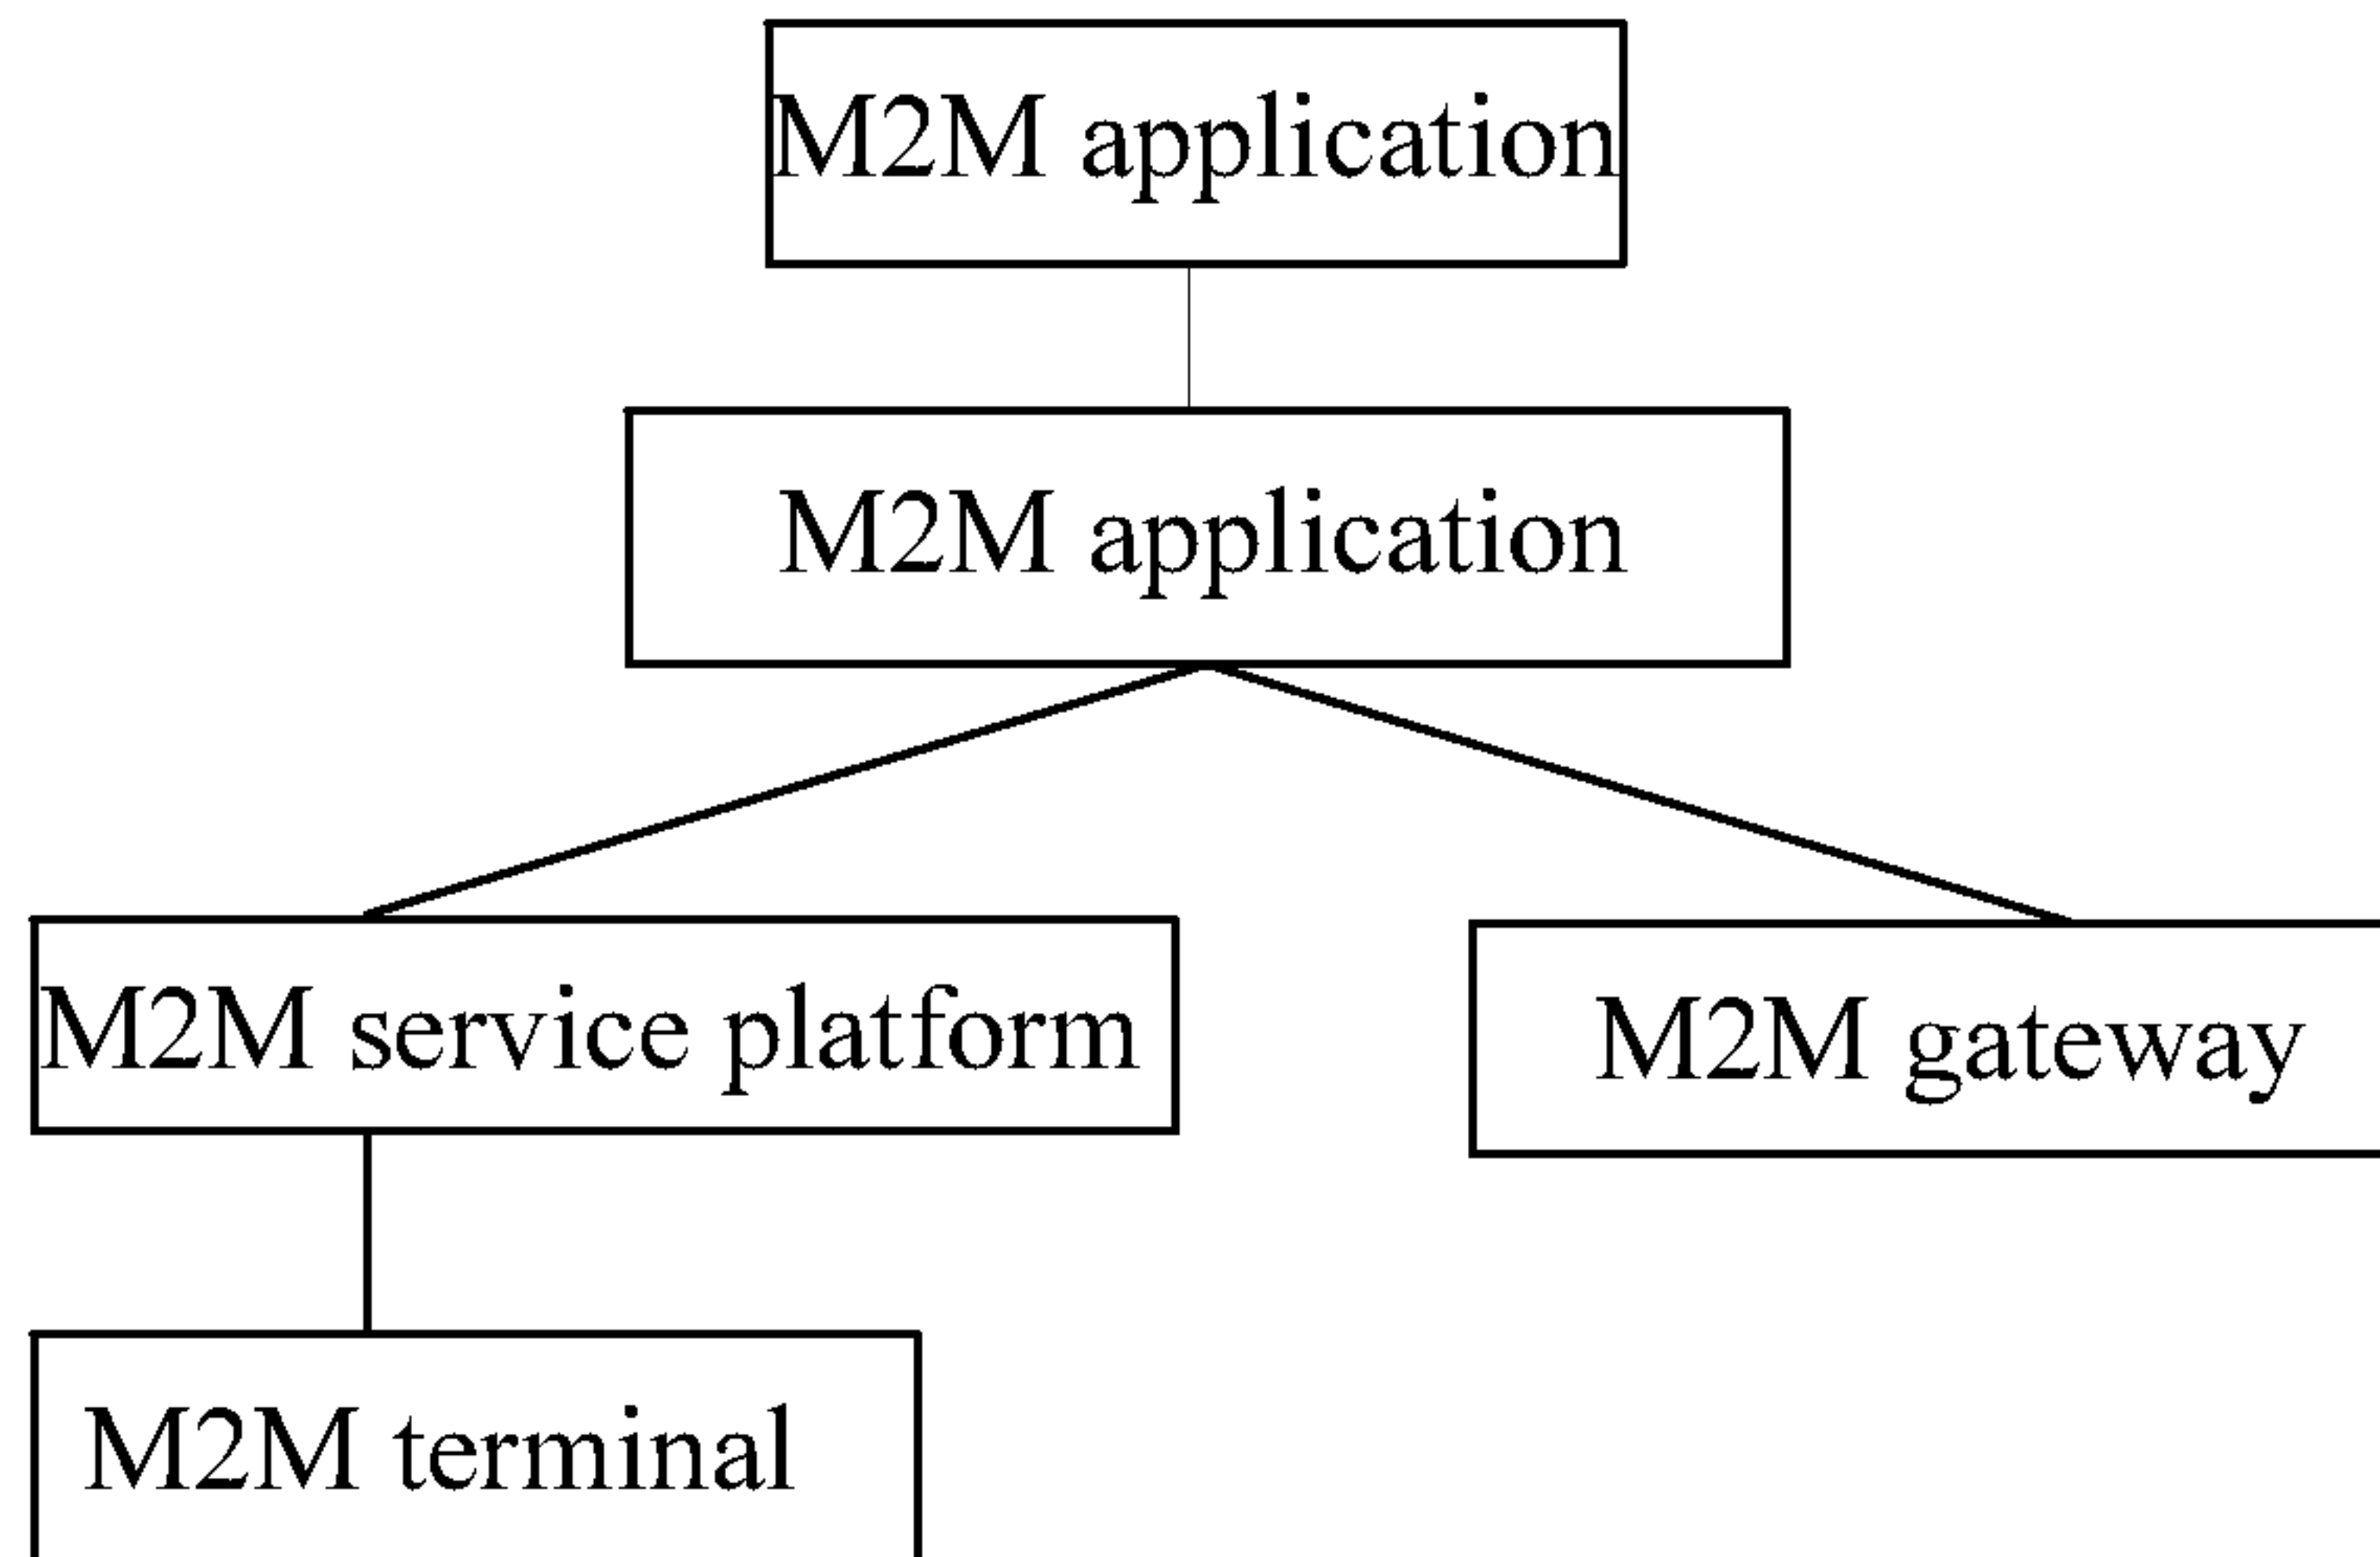 M2M application
M2M application
M2M service platform
M2M gateway
M2M terminal